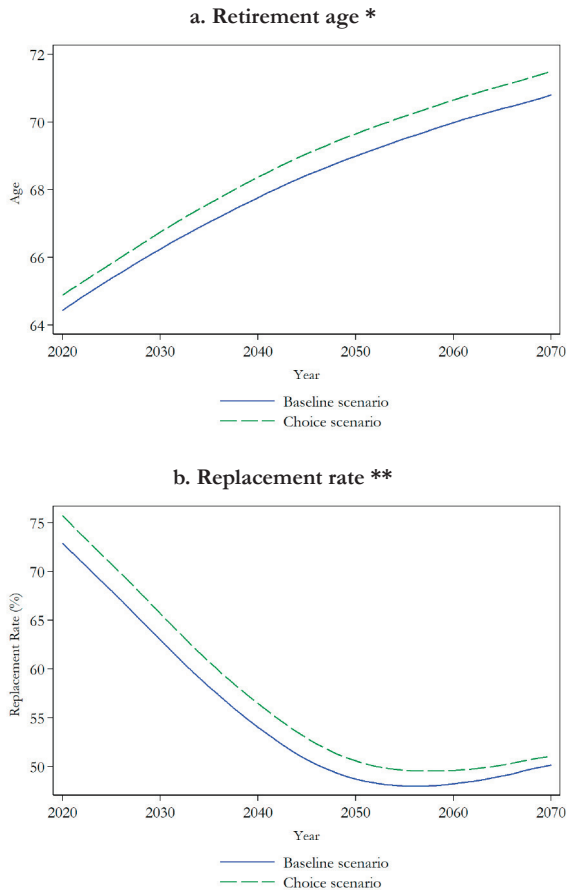 a. Retirement age *
72
70
68
66
64
Age
2020 2030 2040 2050 2060 2070
Year
Baseline scenario
Choice scenario
b. Replacement rate **
75
70
65
60
55
50
Replacement Rate (%)
2020 2030 2040 2050 2060 2070
Year
Baseline scenario
Choice scenario